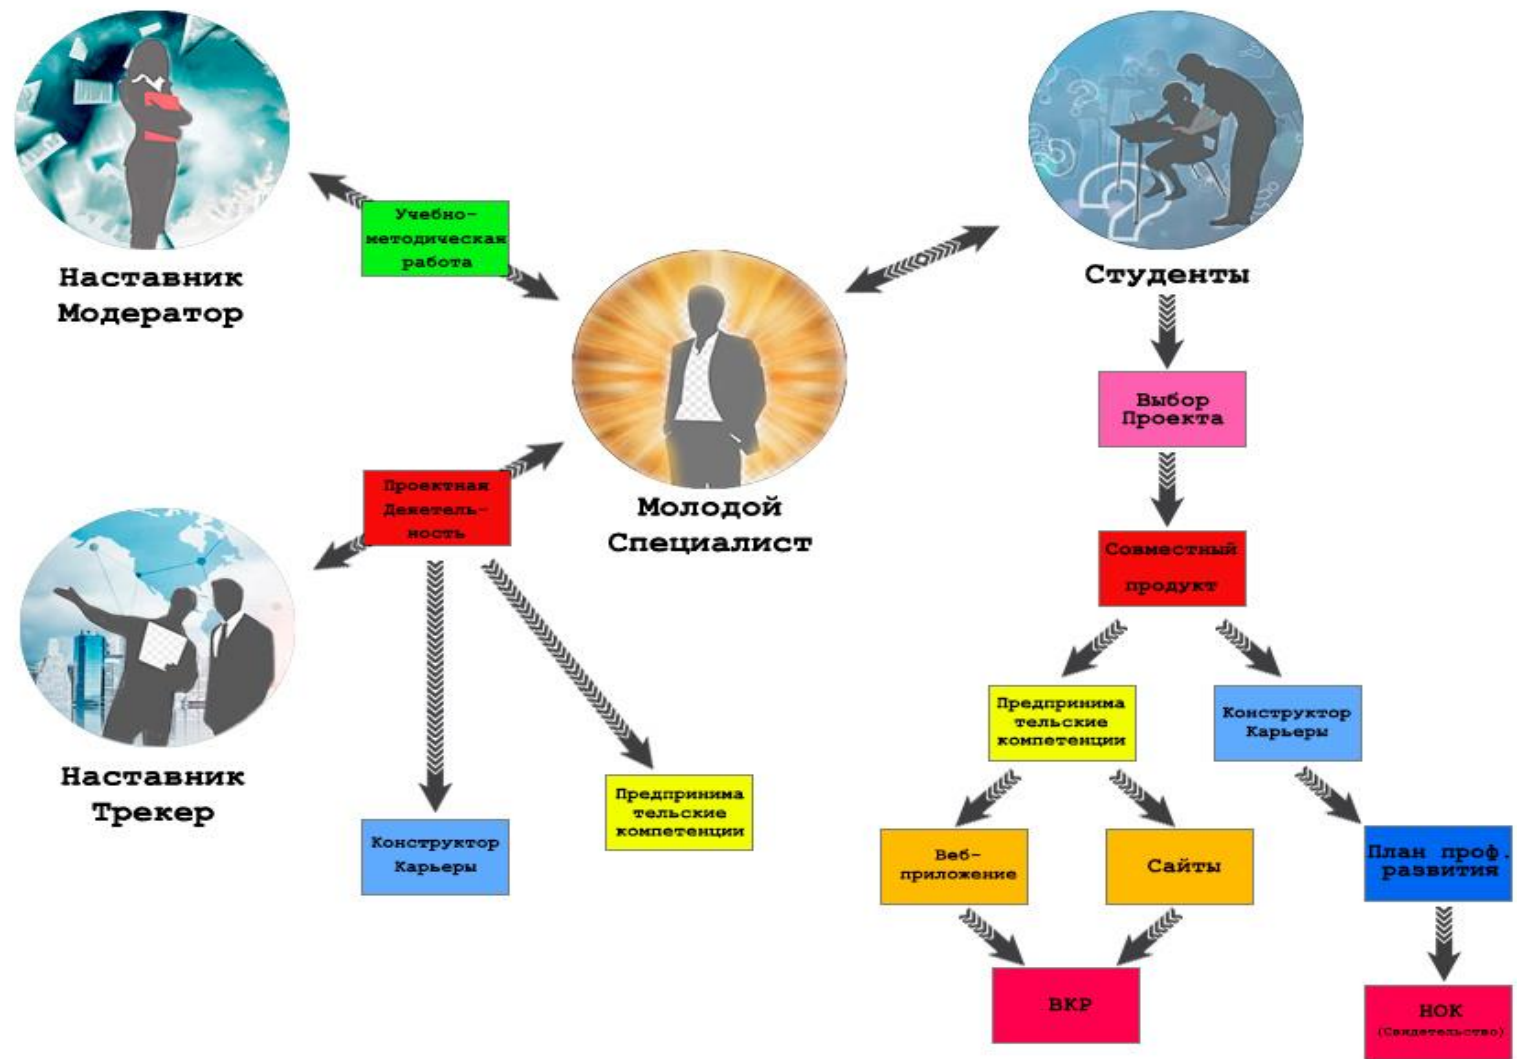 Наставник
Модератор
Учебно-
методическая
работа
Молодой
Специалист
Студенты
Выбор
Проекта
Совместный
продукт
Проектная
Деяетель-
ность
Наставник
Трекер
Конструктор
Карьеры
Предпринима
тельские
компетенции
Предпринима
тельские
компетенции
Конструктор
Карьеры
Веб-
приложение
Сайты
План проф.
развития
ВКР
НОК
(Свидетельство)